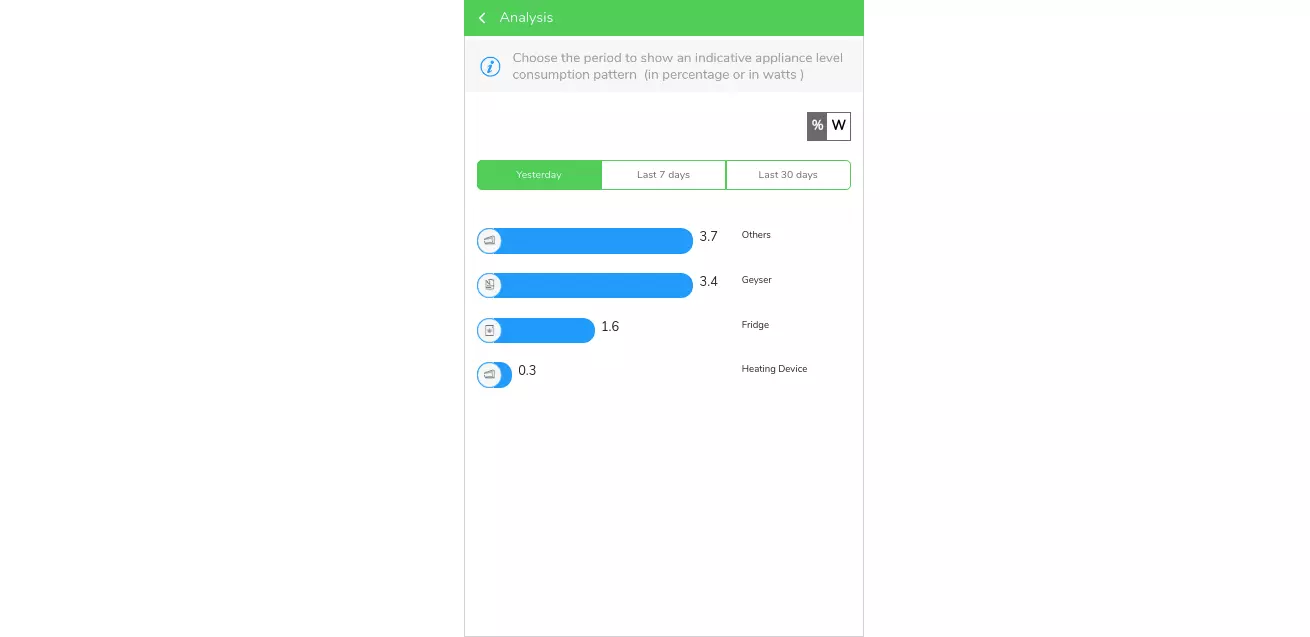 Analysis
Choose the period to show an indicative appliance level
consumption pattern (in percentage or in watts )
% W
Yesterday Last 7 days Last 30 days
3.7 Others
3.4 Geyser
1.6 Fridge
0.3 Heating Device